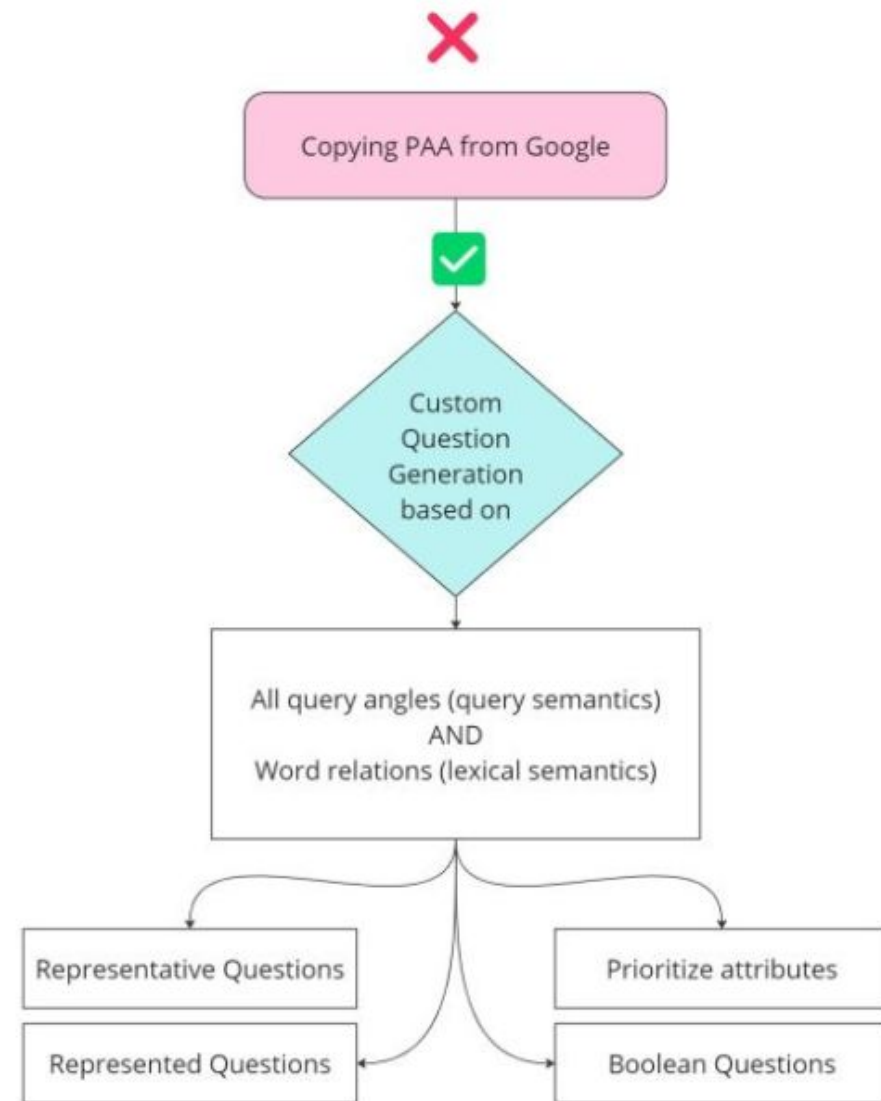 Copying PAA from Google
Custom
Question
Generation
based on
All query angles (query semantics)
AND
Word relations (lexical semantics)
Representative Questions
Prioritize attributes
Represented Questions
Boolean Questions